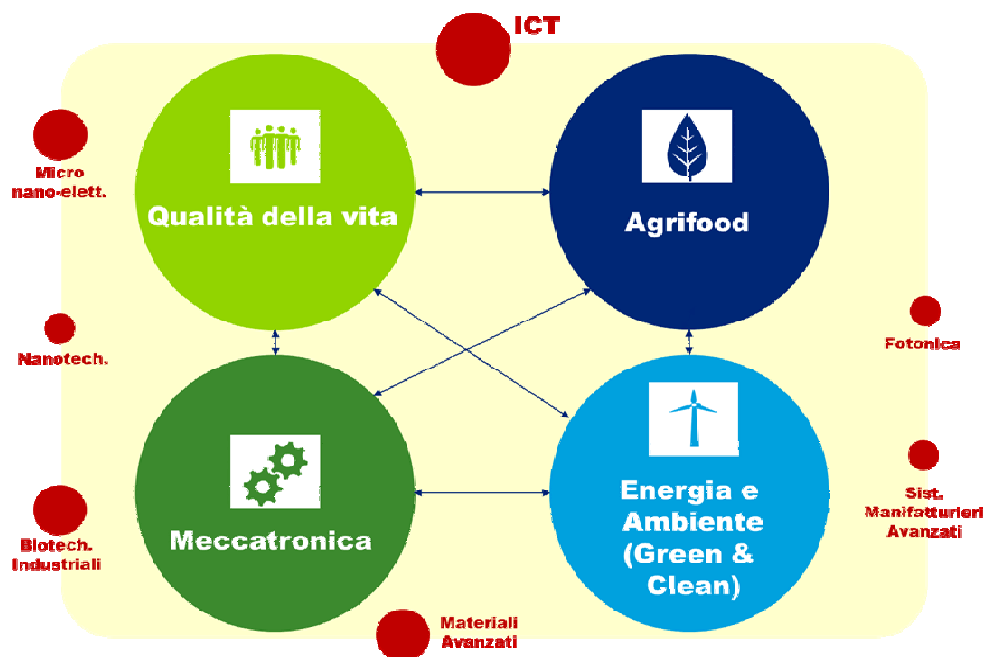 ICT
Micro
nano-elett.
Qualità della vita
Agrifood
Nanotech.
Fotonica
Meccatronica
Energia e
Ambiente
(Green &
Clean)
Sist.
Manifatturieri
Avanzati
Biotech.
Industriali
Materiali
Avanzati